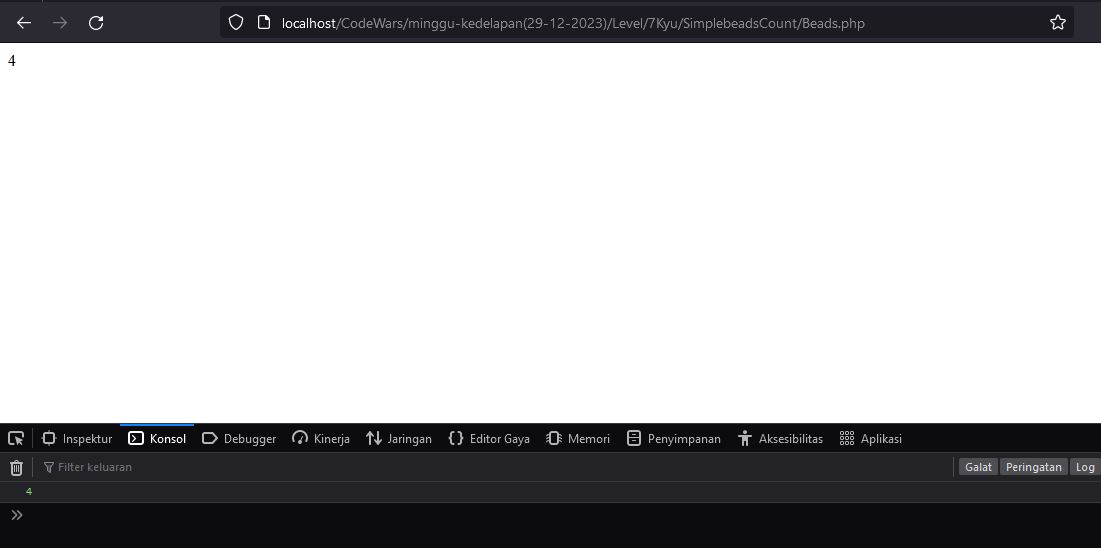 localhost/CodeWars/minggu-kedelapan(29-12-2023)/Level/7Kyu/SimplebeadsCount/Beads.php
4
Inspektur Konsol Debugger Kinerja Jaringan Editor Gaya Memori Penyimpanan Aksesibilitas Aplikasi
Filter keluaran Galat Peringatan Log
4